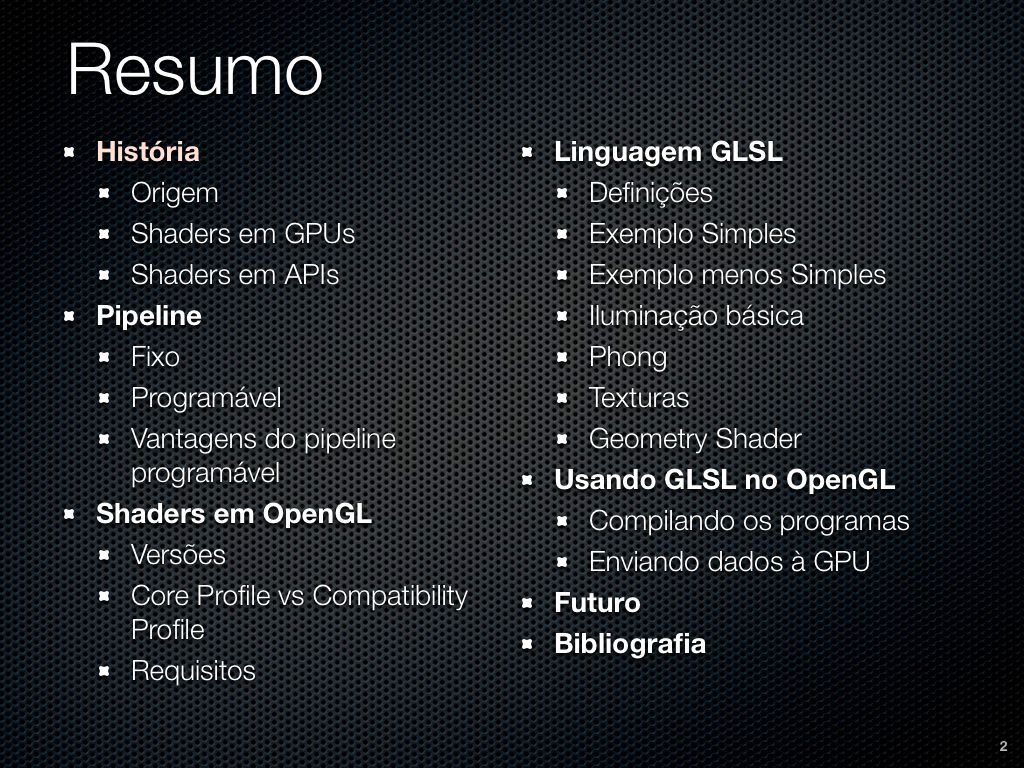 Resumo
História
Origem
Shaders em GPUs
Shaders em APIs
Pipeline
Fixo
Programável
Vantagens do pipeline
programável
Shaders em OpenGL
Versões
Core Profile vs Compatibility
Profile
Requisitos
Linguagem GLSL
Definições
Exemplo Simples
Exemplo menos Simples
Iluminação básica
Phong
Texturas
Geometry Shader
Usando GLSL no OpenGL
Compilando os programas
Enviando dados à GPU
Futuro
Bibliografia
2